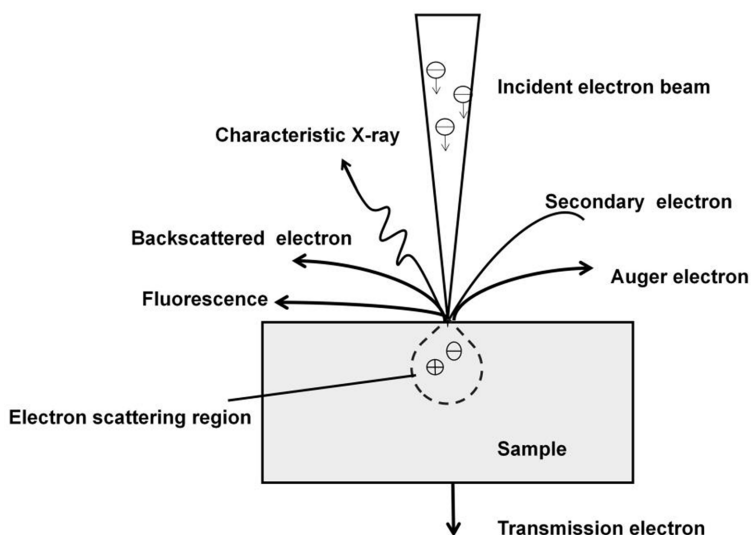 Incident electron beam
Characteristic X-ray
Secondary electron
Backscattered electron
Auger electron
Fluorescence
Electron scattering region
Sample
Transmission electron